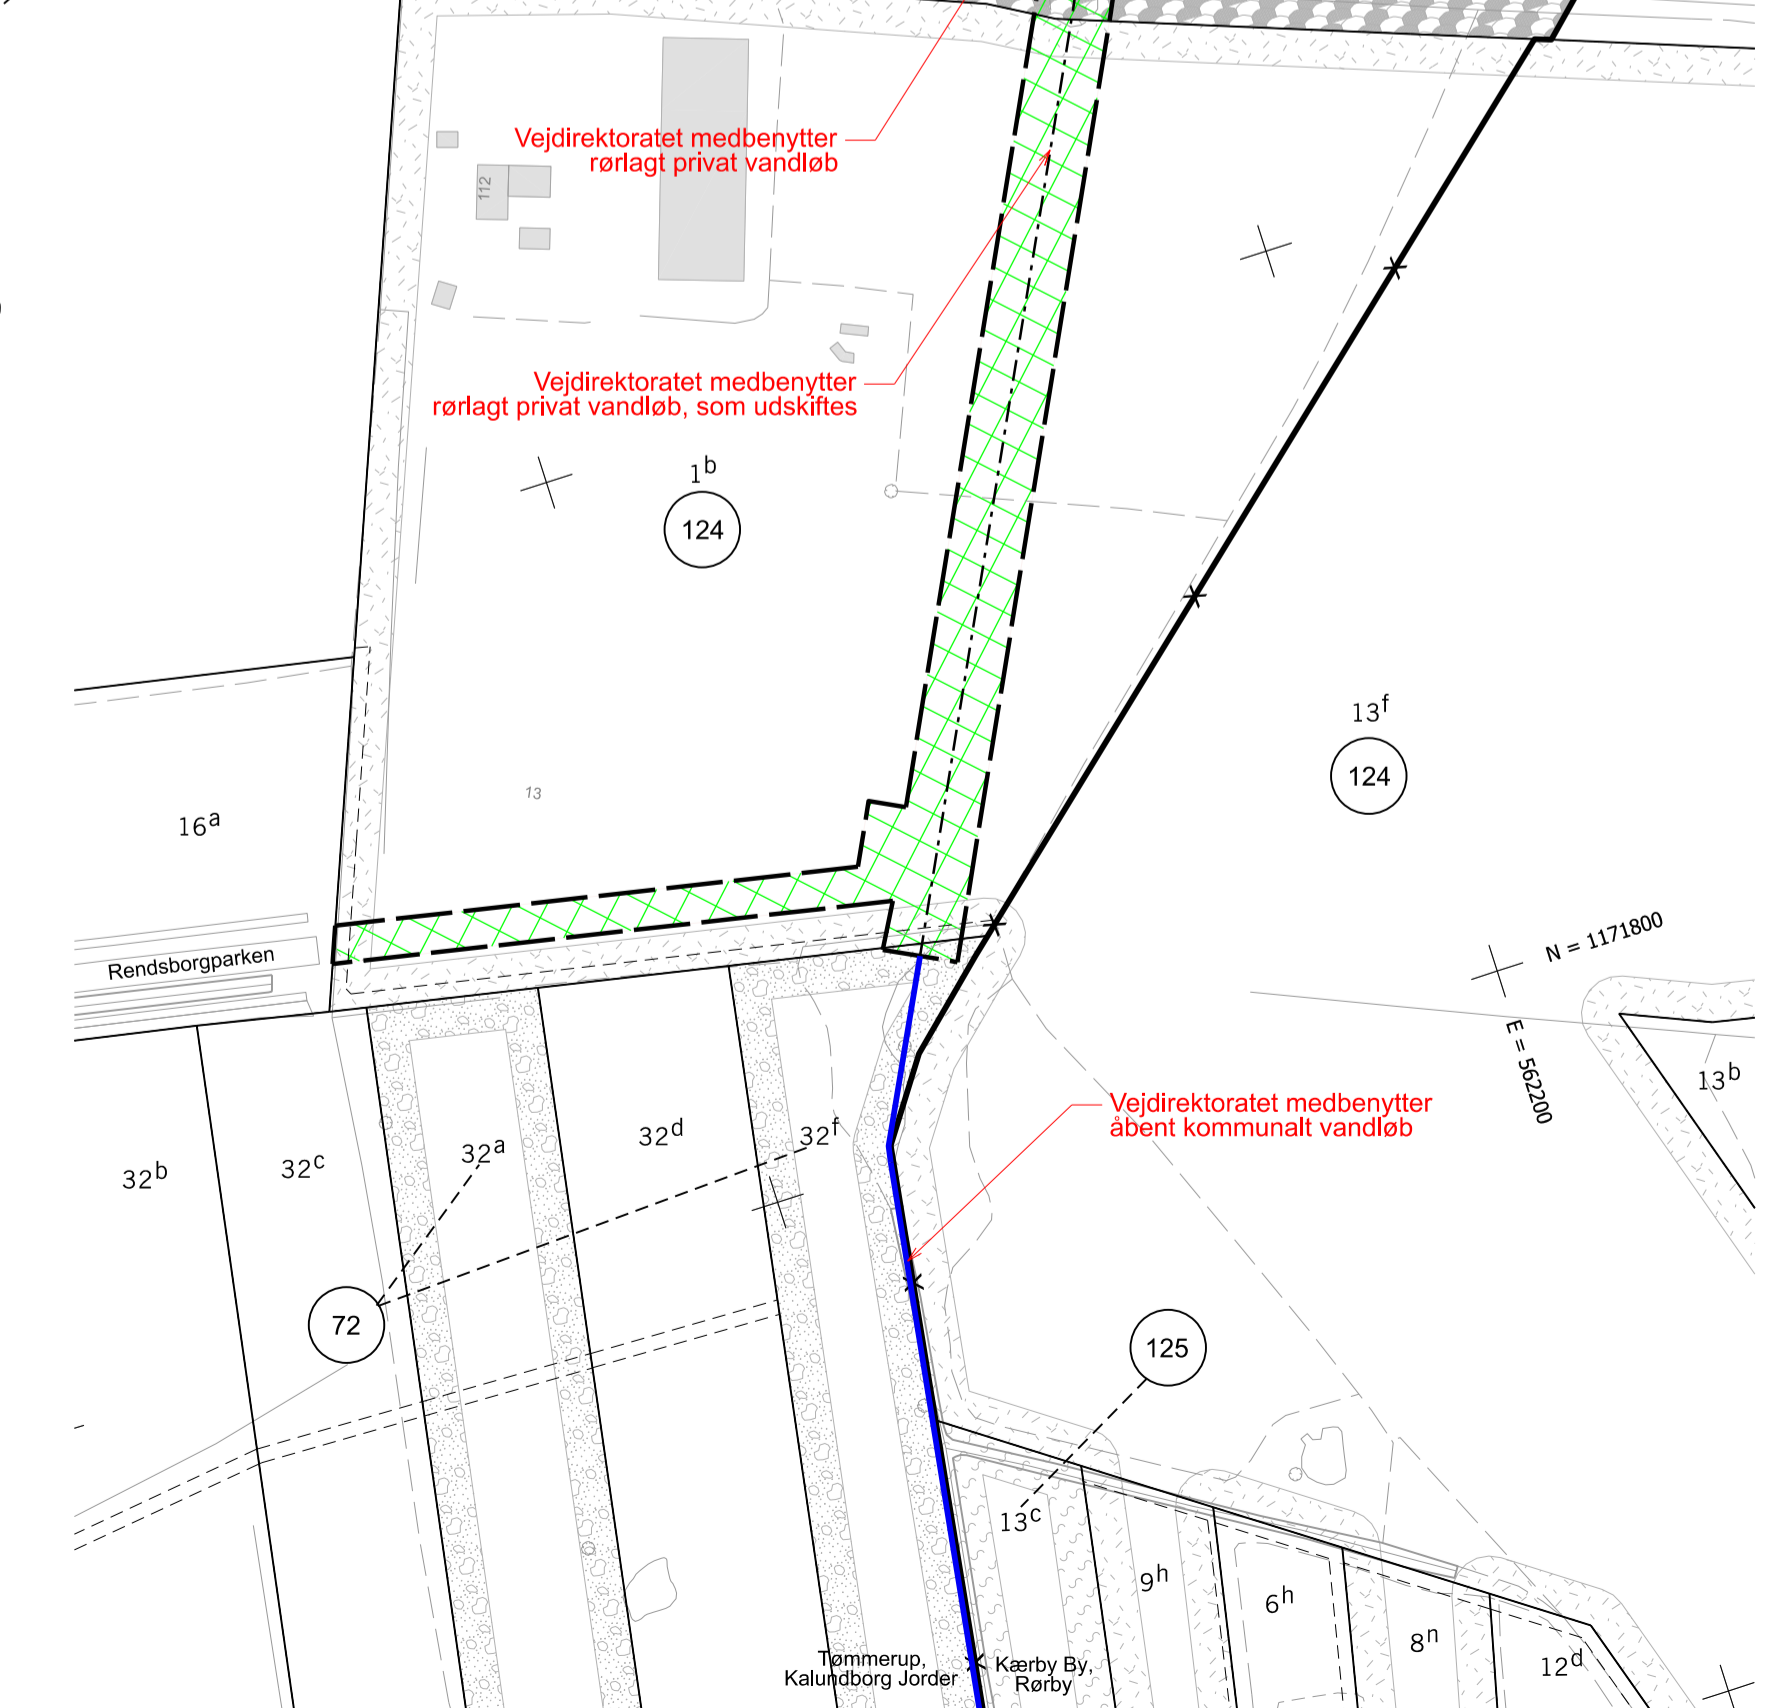 Vejdirektoratet medbenytter
rørlagt privat vandløb
112
Vejdirektoratet medbenytter
rørlagt privat vandløb, som udskiftes
1b
124
13f
124
13
16a
Rendsborgparken
N = 1171800
E = 562200
13b
Vejdirektoratet medbenytter
åbent kommunalt vandløb
32b
32c
32a
32d
32f
72
125
13c
9h
6h
8n
12d
Tømmerup,
Kalundborg Jorder
Kærby By,
Rørby